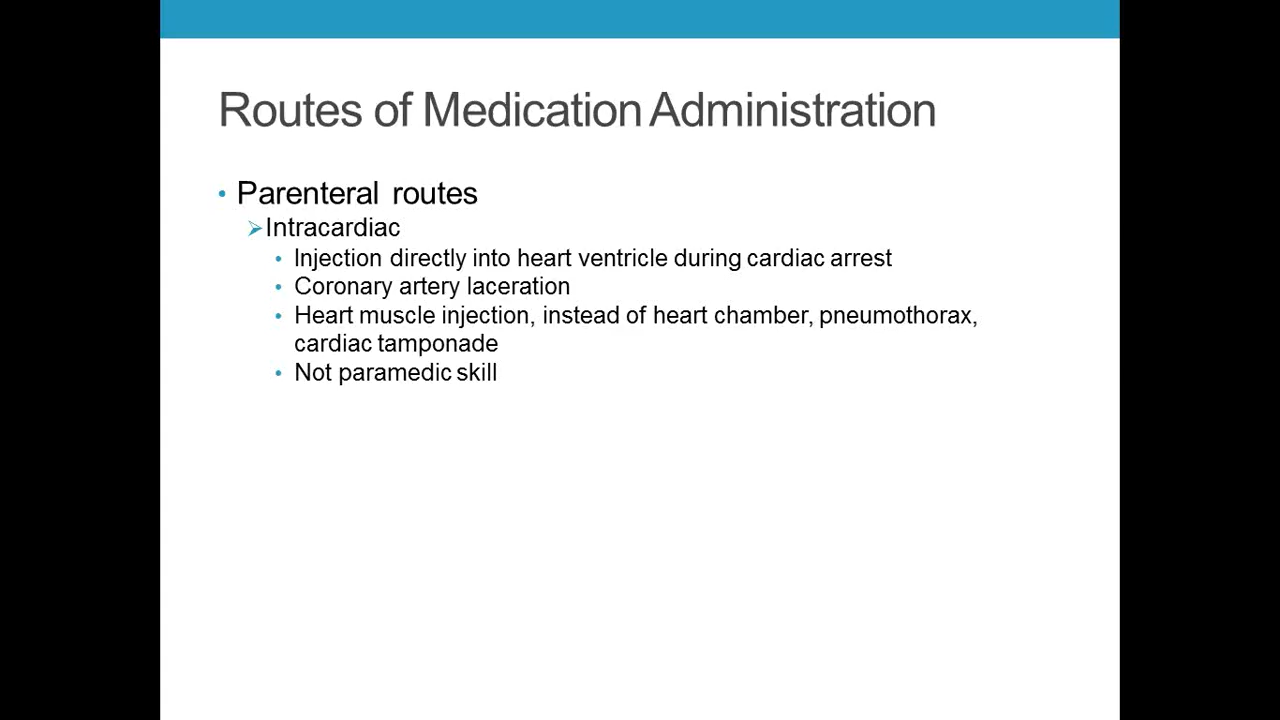 Routes of Medication Administration
• Parenteral routes
➢Intracardiac
• Injection directly into heart ventricle during cardiac arrest
• Coronary artery laceration
• Heart muscle injection, instead of heart chamber, pneumothorax,
cardiac tamponade
• Not paramedic skill